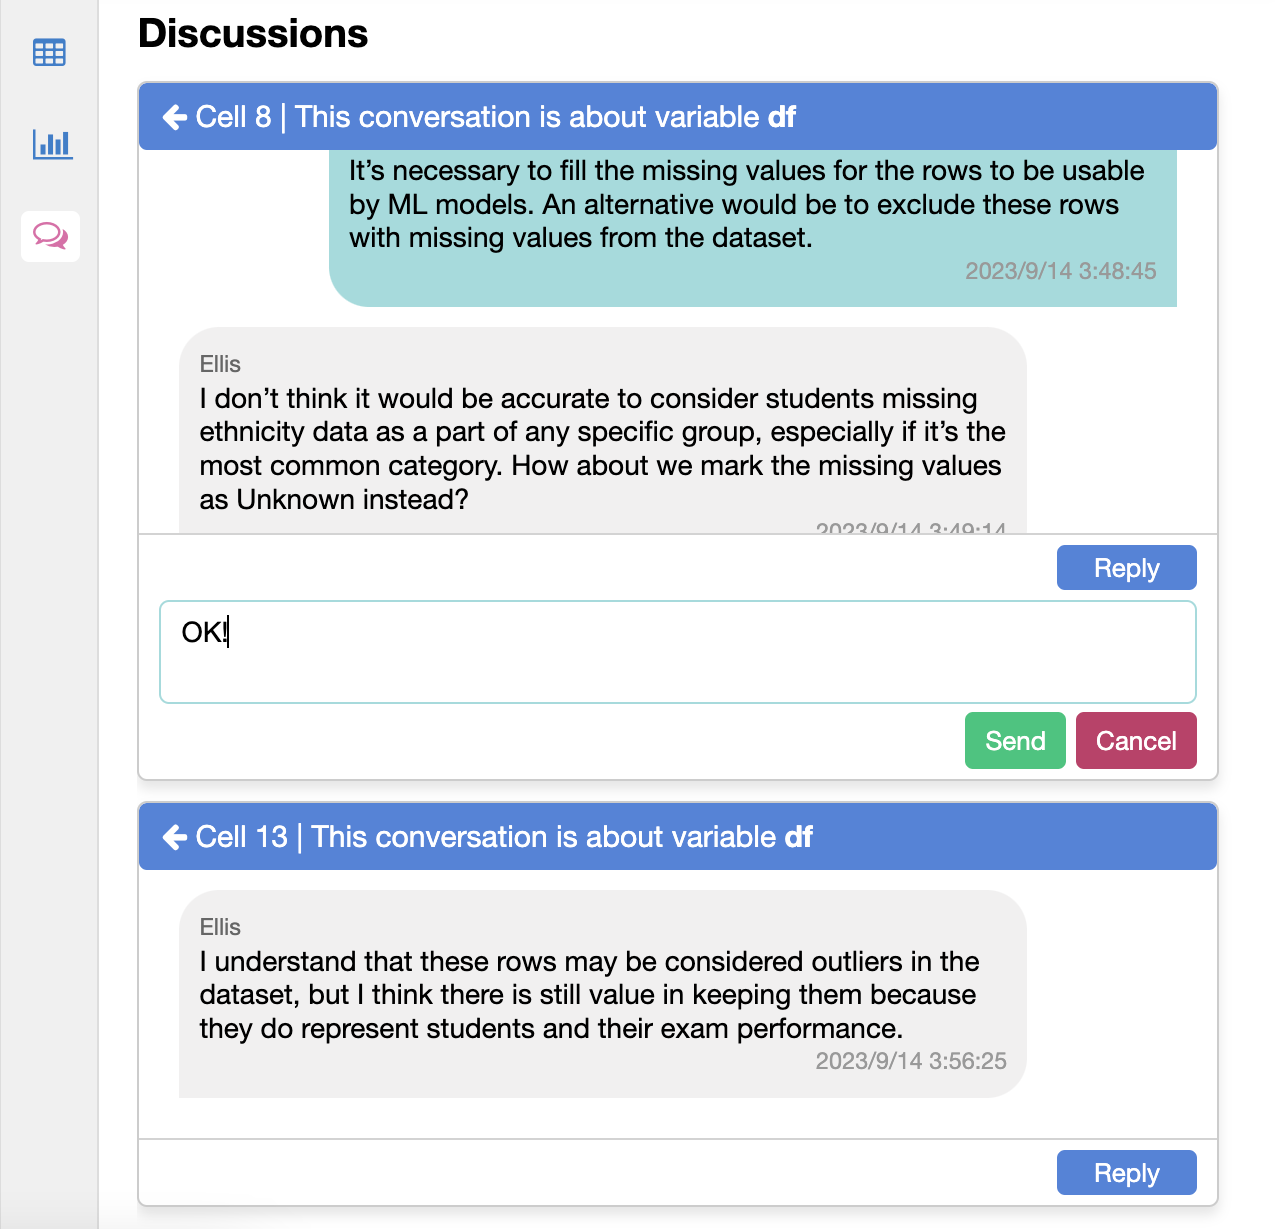 Discussions
Cell 8 | This conversation is about variable df
It’s necessary to fill the missing values for the rows to be usable
by ML models. An alternative would be to exclude these rows
with missing values from the dataset.
2023/9/14 3:48:45
Ellis
I don’t think it would be accurate to consider students missing
ethnicity data as a part of any specific group, especially if it’s the
most common category. How about we mark the missing values
as Unknown instead?
2023/9/14 3:49:14
Reply
OK!
Send Cancel
Cell 13 | This conversation is about variable df
Ellis
I understand that these rows may be considered outliers in the
dataset, but I think there is still value in keeping them because
they do represent students and their exam performance.
2023/9/14 3:56:25
Reply